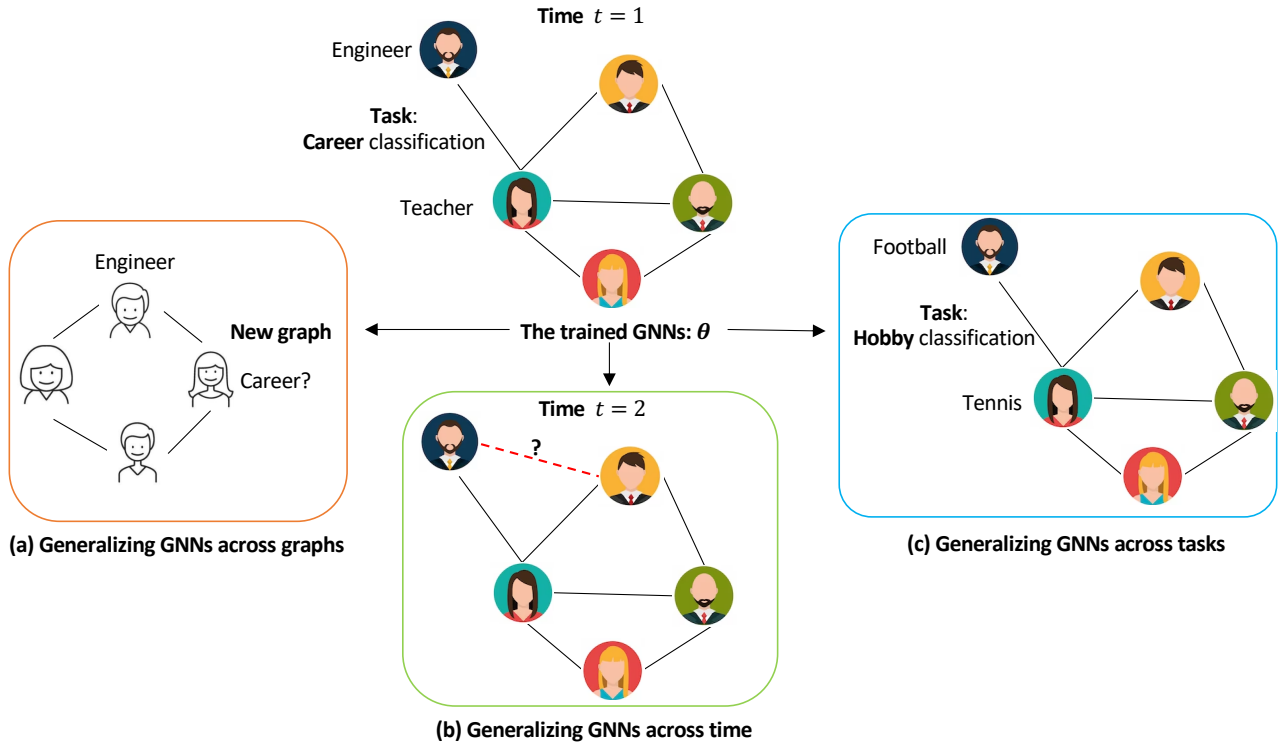 Time t = 1
Engineer
Task:
Career classification
Teacher
The trained GNNs: θ
Engineer
New graph
Career?
(a) Generalizing GNNs across graphs
Time t = 2
?
(b) Generalizing GNNs across time
Football
Task:
Hobby classification
Tennis
(c) Generalizing GNNs across tasks